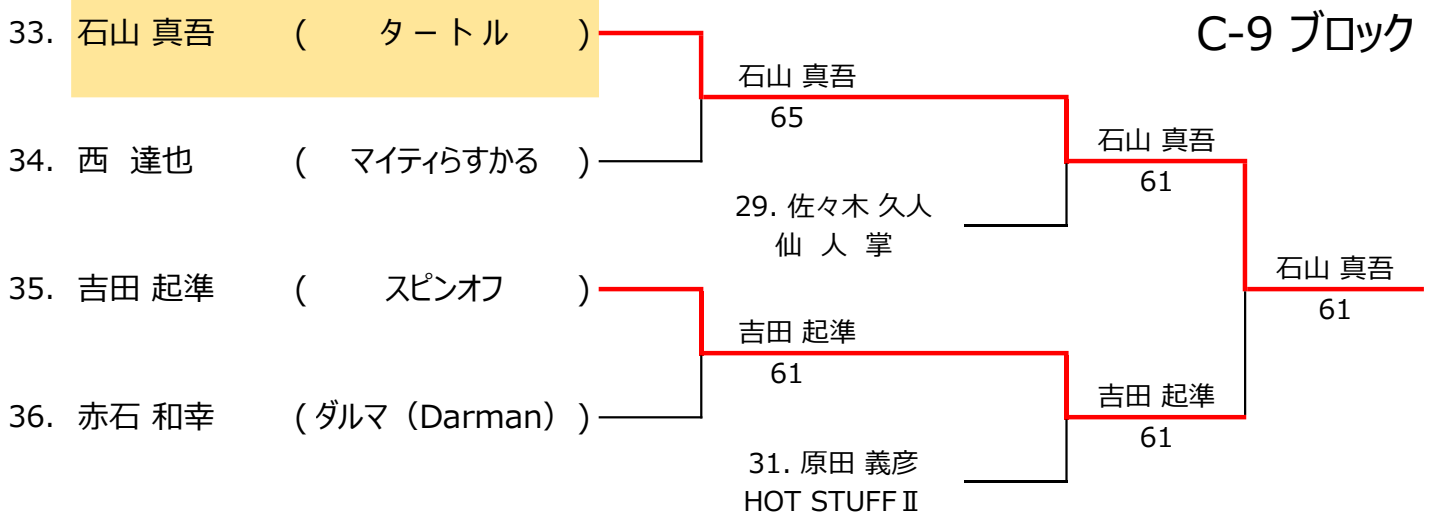 C-9 ブロック
33. 石山 真吾 ( タートル )
石山 真吾
65
34. 西 達也 ( マイティらすかる )
石山 真吾
61
29. 佐々木 久人
仙 人 掌
石山 真吾
61
35. 吉田 起準 ( スピンオフ )
吉田 起準
61
36. 赤石 和幸 ( ダルマ（Darman） )
吉田 起準
61
31. 原田 義彦
HOT STUFFⅡ